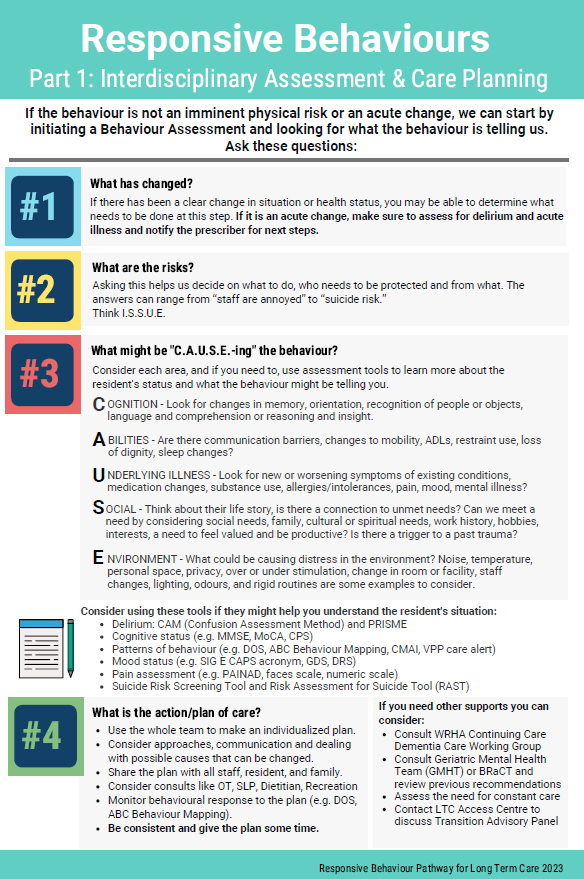 Responsive Behaviours
Part 1: Interdisciplinary Assessment & Care Planning
If the behaviour is not an imminent physical risk or an acute change, we can start by
initiating a Behaviour Assessment and looking for what the behaviour is telling us.
Ask these questions:
#1
What has changed?
If there has been a clear change in situation or health status, you may be able to determine what
needs to be done at this step. If it is an acute change, make sure to assess for delirium and acute
illness and notify the prescriber for next steps.
#2
What are the risks?
Asking this helps us decide on what to do, who needs to be protected and from what. The
answers can range from “staff are annoyed” to “suicide risk.”
Think I.S.S.U.E.
#3
What might be "C.A.U.S.E.-ing" the behaviour?
Consider each area, and if you need to, use assessment tools to learn more about the
resident's status and what the behaviour might be telling you.
COGNITION - Look for changes in memory, orientation, recognition of people or objects,
language and comprehension or reasoning and insight.
ABILITIES - Are there communication barriers, changes to mobility, ADLs, restraint use, loss
of dignity, sleep changes?
UNDERLYING ILLNESS - Look for new or worsening symptoms of existing conditions,
medication changes, substance use, allergies/intolerances, pain, mood, mental illness?
SOCIAL - Think about their life story, is there a connection to unmet needs? Can we meet a
need by considering social needs, family, cultural or spiritual needs, work history, hobbies,
interests, a need to feel valued and be productive? Is there a trigger to a past trauma?
ENVIRONMENT - What could be causing distress in the environment? Noise, temperature,
personal space, privacy, over or under stimulation, change in room or facility, staff
changes, lighting, odours, and rigid routines are some examples to consider.
Consider using these tools if they might help you understand the resident's situation:
• Delirium: CAM (Confusion Assessment Method) and PRISME
• Cognitive status (e.g. MMSE, MoCA, CPS)
• Patterns of behaviour (e.g. DOS, ABC Behaviour Mapping, CMAI, VPP care alert)
• Mood status (e.g. SIG E CAPS acronym, GDS, DRS)
• Pain assessment (e.g. PAINAD, faces scale, numeric scale)
• Suicide Risk Screening Tool and Risk Assessment for Suicide Tool (RAST)
#4
What is the action/plan of care?
• Use the whole team to make an individualized plan.
• Consider approaches, communication and dealing
with possible causes that can be changed.
• Share the plan with all staff, resident, and family.
• Consider consults like OT, SLP, Dietitian, Recreation
• Monitor behavioural response to the plan (e.g. DOS,
ABC Behaviour Mapping).
• Be consistent and give the plan some time.
If you need other supports you can
consider:
• Consult WRHA Continuing Care
Dementia Care Working Group
• Consult Geriatric Mental Health
Team (GMHT) or BRaCT and
review previous recommendations
• Assess the need for constant care
• Contact LTC Access Centre to
discuss Transition Advisory Panel
Responsive Behaviour Pathway for Long Term Care 2023